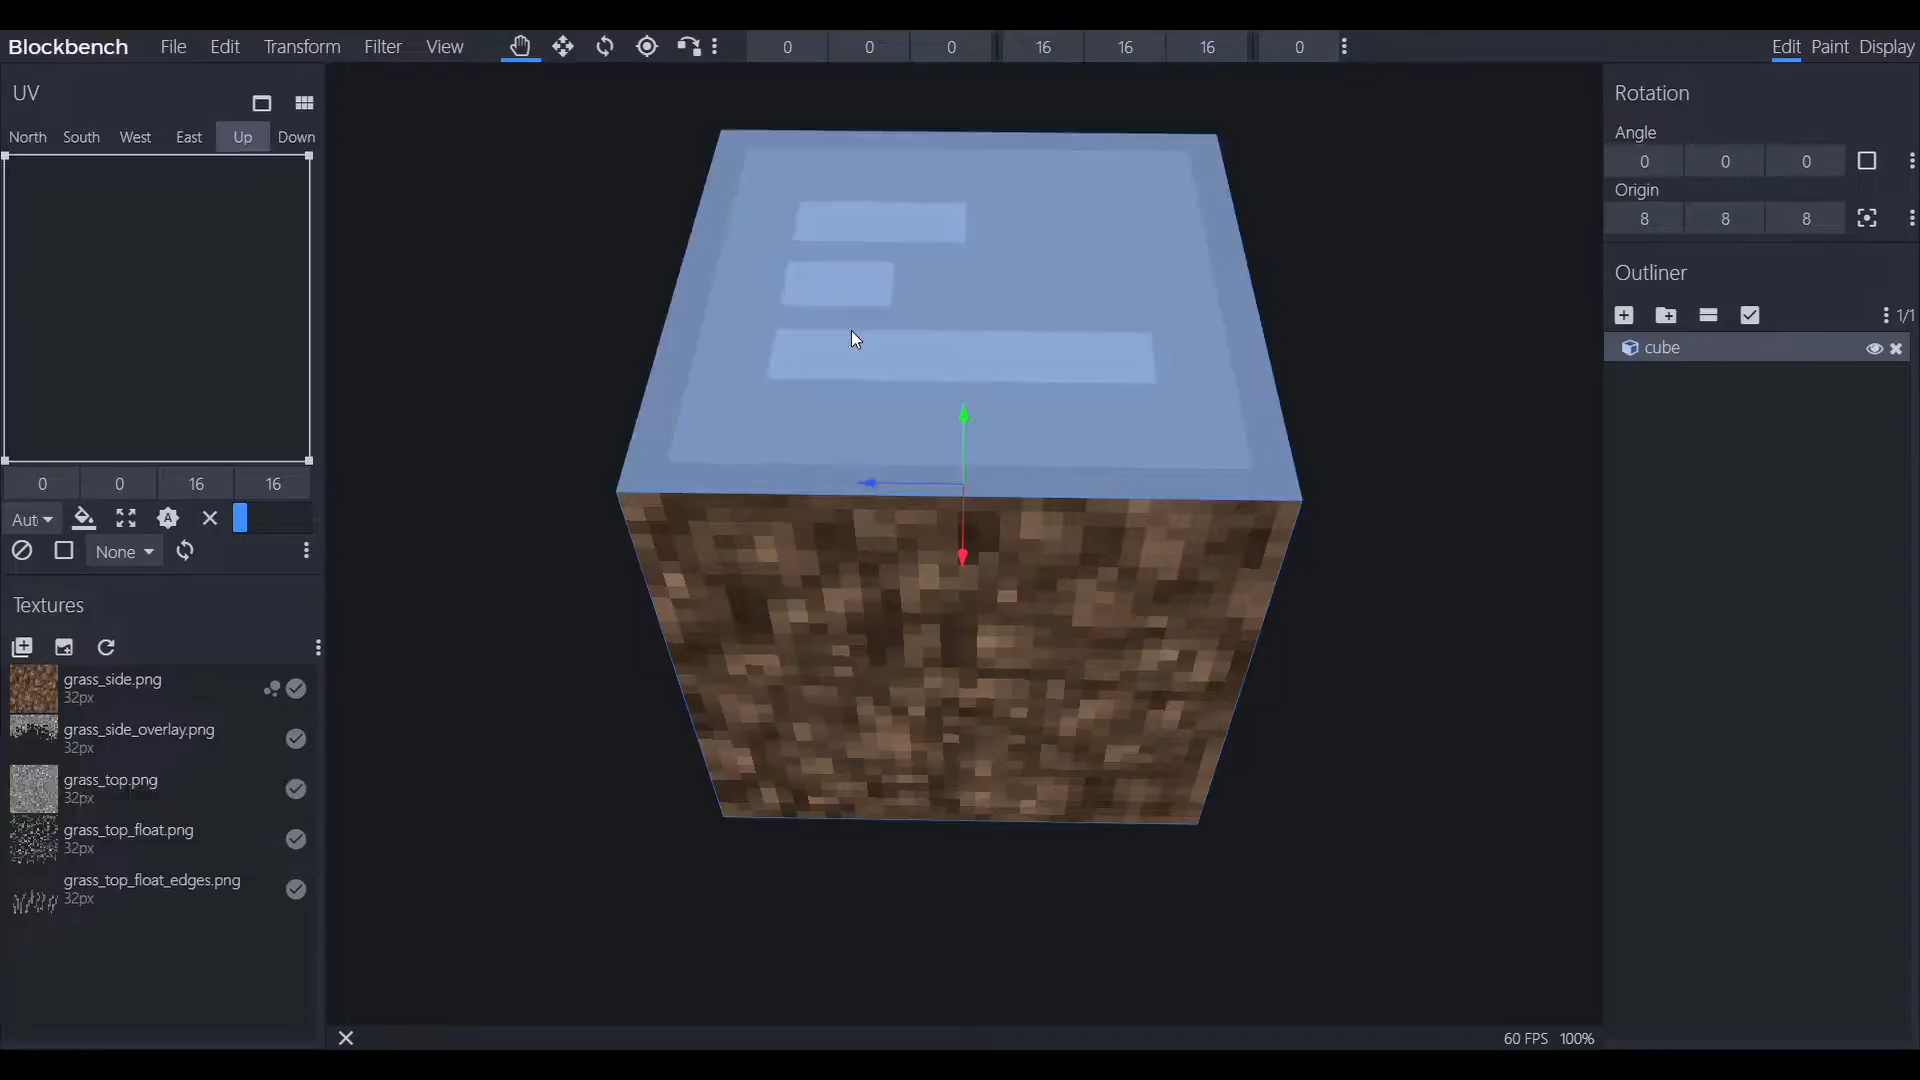 Blockbench File Edit Transform Filter View 0 0 0 16 16 16 0 Edit Paint Display
UV
North South West East Up Down
0 0 16 16
Aut
None
Textures
grass_side.png
32px
grass_side_overlay.png
32px
grass_top.png
32px
grass_top_float.png
32px
grass_top_float_edges.png
32px
60 FPS 100%
Rotation
Angle
0 0 0
Origin
8 8 8
Outliner
1/1
cube